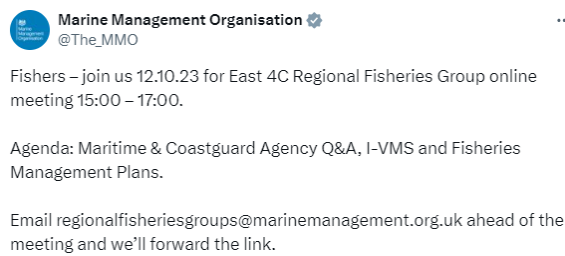 Marine Management Organisation
@The_MMO
Fishers – join us 12.10.23 for East 4C Regional Fisheries Group online
meeting 15:00 – 17:00.
Agenda: Maritime & Coastguard Agency Q&A, I-VMS and Fisheries
Management Plans.
Email regionalfisheriesgroups@marinemanagement.org.uk ahead of the
meeting and we’ll forward the link.